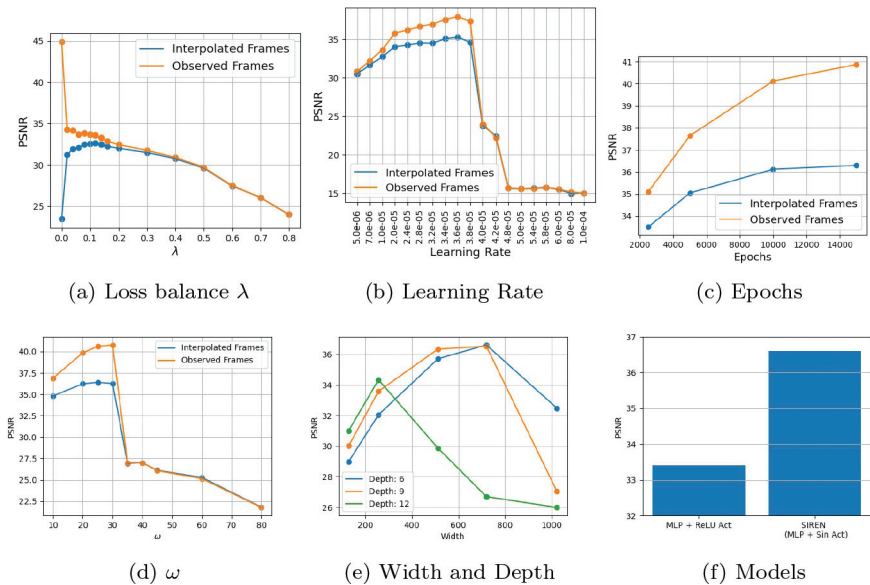 45
40
35
30
25
PSNR
Interpolated Frames
Observed Frames
0.0 0.1 0.2 0.3 0.4 0.5 0.6 0.7 0.8
λ
(a) Loss balance λ
35
30
25
20
15
PSNR
Interpolated Frames
Observed Frames
5.0e-06
7.0e-06
1.0e-05
2.0e-05
2.4e-05
2.8e-05
3.2e-05
3.6e-05
3.8e-05
4.0e-05
4.2e-05
4.8e-05
5.0e-05
5.4e-05
5.8e-05
6.0e-05
8.0e-05
1.0e-04
Learning Rate
(b) Learning Rate
41
40
39
38
37
36
35
34
PSNR
Interpolated Frames
Observed Frames
2000 4000 6000 8000 10000 12000 14000
Epochs
(c) Epochs
40.0
37.5
35.0
32.5
30.0
27.5
25.0
22.5
PSNR
Interpolated Frames
Observed Frames
10 20 30 40 50 60 70 80
ω
(d) ω
36
34
32
30
28
26
PSNR
Depth: 6
Depth: 9
Depth: 12
200 400 600 800 1000
Width
(e) Width and Depth
37
36
35
34
33
32
PSNR
MLP + ReLU Act
SIREN
(MLP + Sin Act)
(f) Models